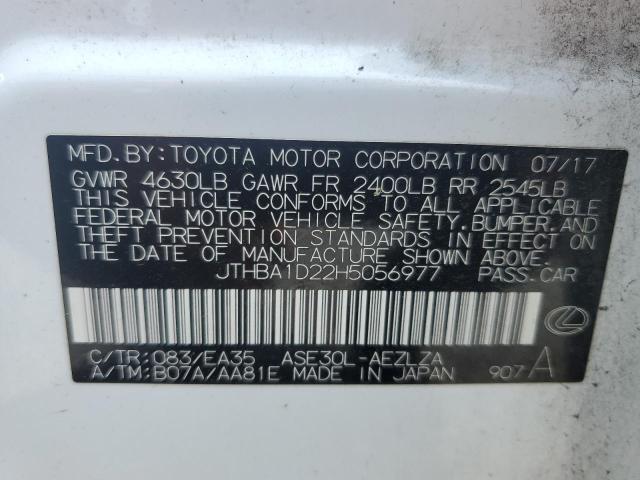 MFD. BY: TOYOTA MOTOR CORPORATION 07/17
GVWR 4630LB GAWR FR 2400LB RR 2545LB
THIS VEHICLE CONFORMS TO ALL APPLICABLE
FEDERAL MOTOR VEHICLE SAFETY, BUMPER, AND
THEFT PREVENTION STANDARDS IN EFFECT ON
THE DATE OF MANUFACTURE SHOWN ABOVE.
JTHBA1D22H5056977 PASS. CAR
C/TR: 083/EA35 ASE30L-AEZLZA
A/TM: B07A/AA81E MADE IN JAPAN 907 A